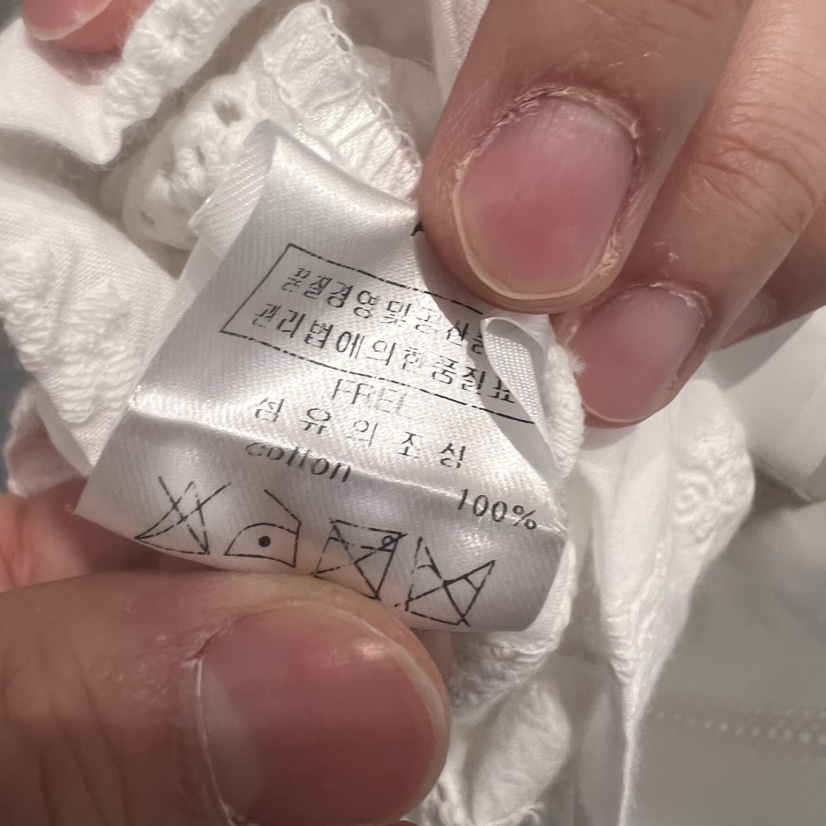 품질경영및공산품
관리법에의한품질표
FREE
섬유의조성
cotton
100%